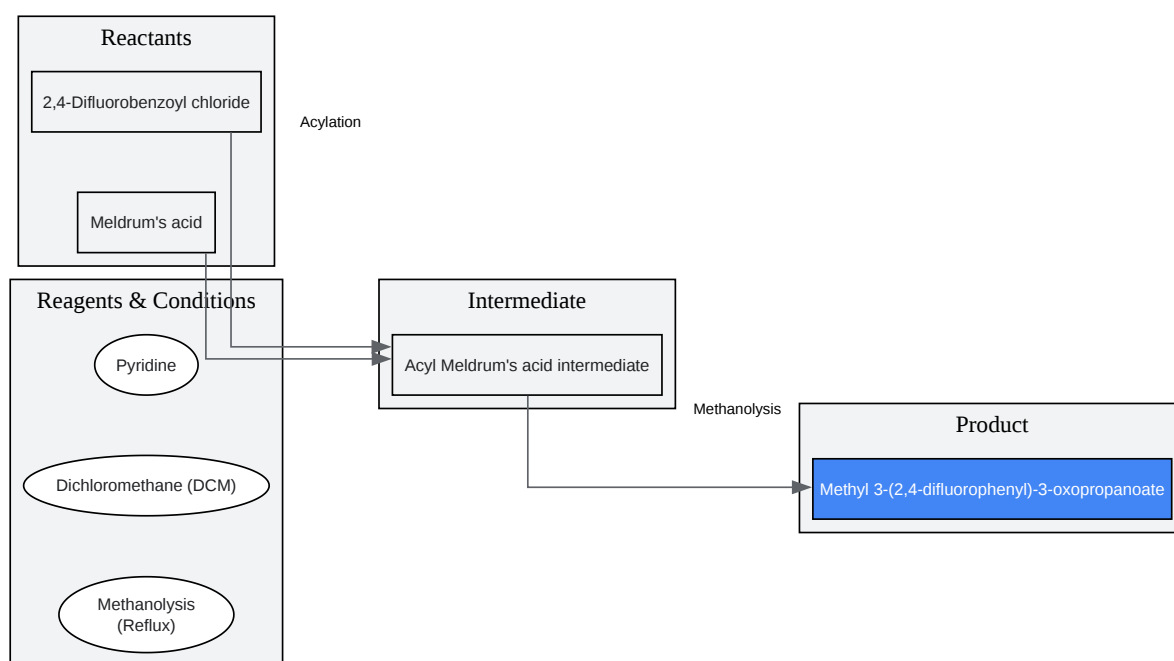 Reactants
2,4-Difluorobenzoyl chloride
Acylation
Meldrum's acid
Reagents & Conditions
Pyridine
Dichloromethane (DCM)
Methanolysis
(Reflux)
Intermediate
Acyl Meldrum's acid intermediate
Methanolysis
Product
Methyl 3-(2,4-difluorophenyl)-3-oxopropanoate